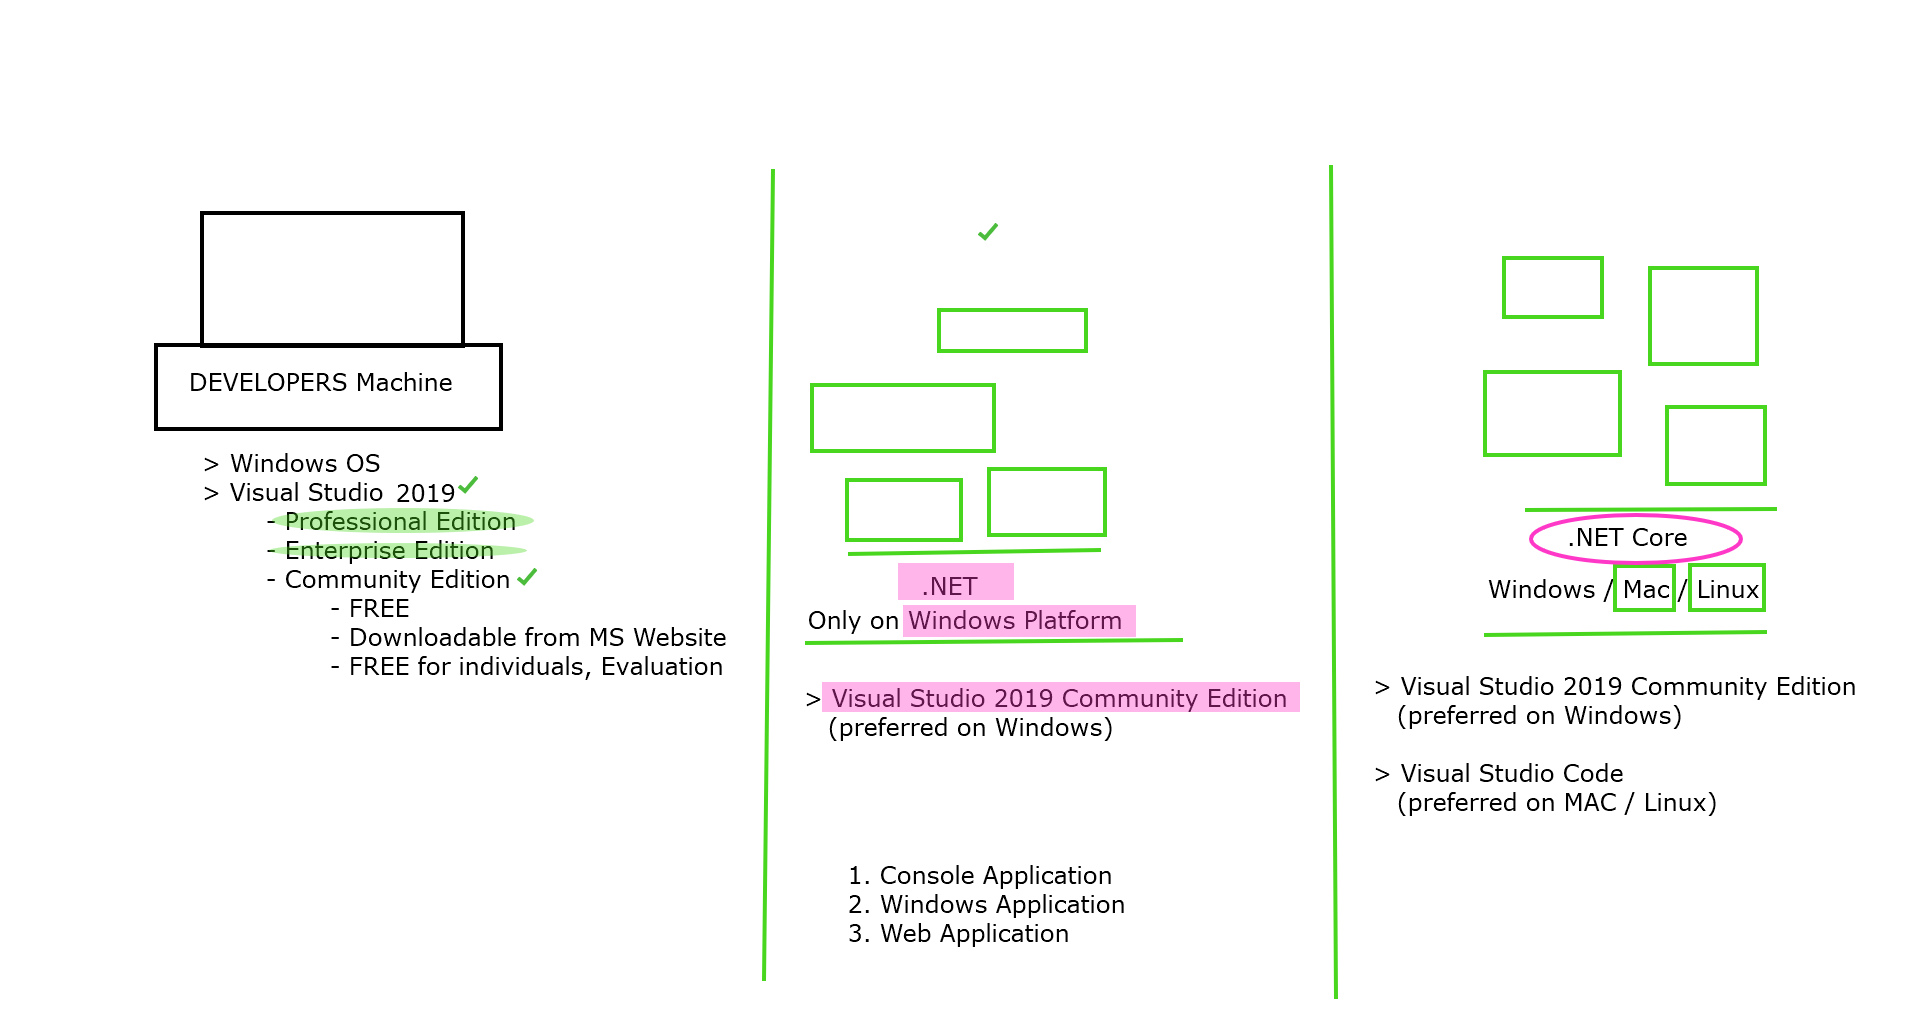 DEVELOPERS Machine
> Windows OS
> Visual Studio 2019
- Professional Edition
- Enterprise Edition
- Community Edition
- FREE
- Downloadable from MS Website
- FREE for individuals, Evaluation
.NET
Only on Windows Platform
> Visual Studio 2019 Community Edition
(preferred on Windows)
1. Console Application
2. Windows Application
3. Web Application
.NET Core
Windows / Mac / Linux
> Visual Studio 2019 Community Edition
(preferred on Windows)
> Visual Studio Code
(preferred on MAC / Linux)